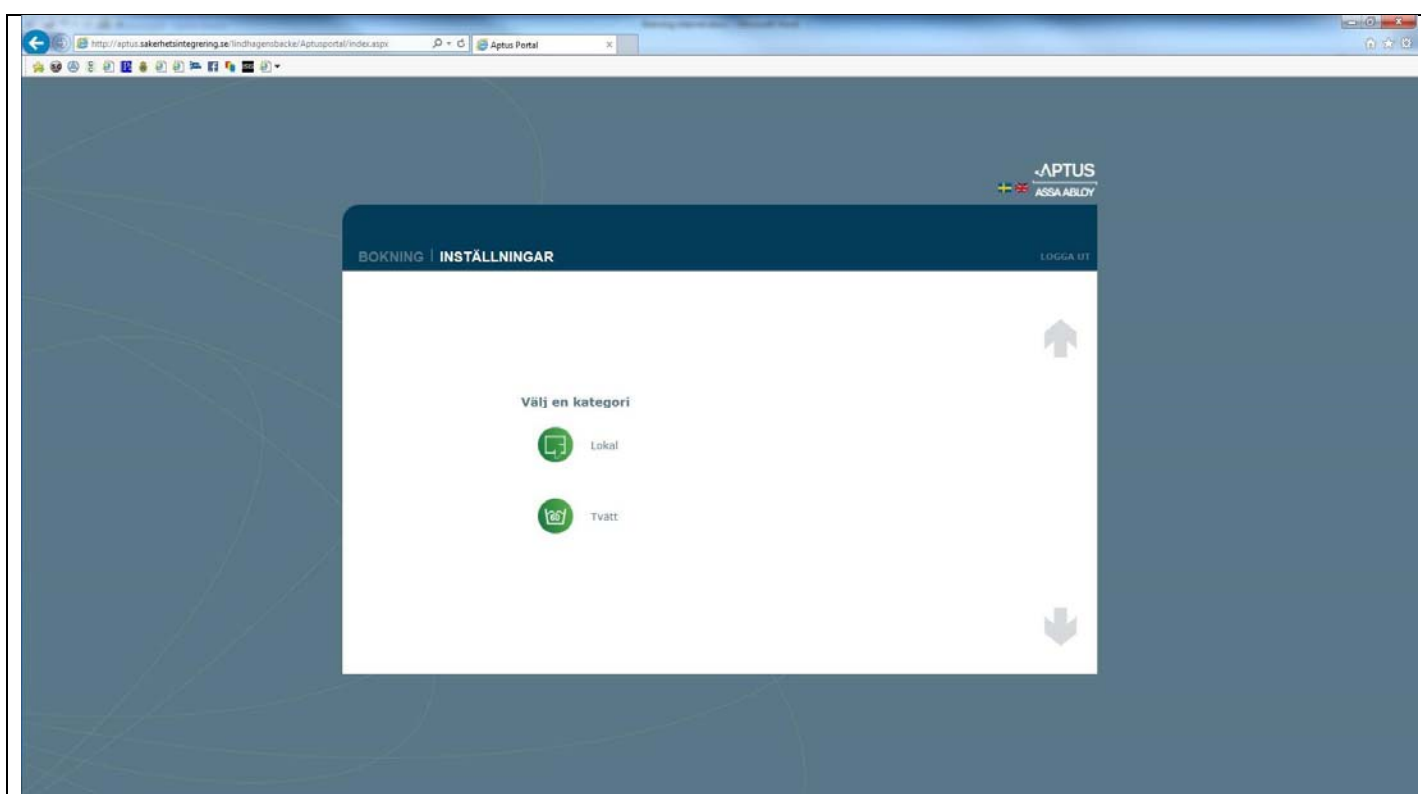 http://aptus.sakerhetsintegrering.se/lindhagensbacke/Aptusportal/index.aspx
Aptus Portal
APTUS
ASSA ABLOY
BOKNING | INSTÄLLNINGAR
LOGGA UT
Välj en kategori
Lokal
Tvätt